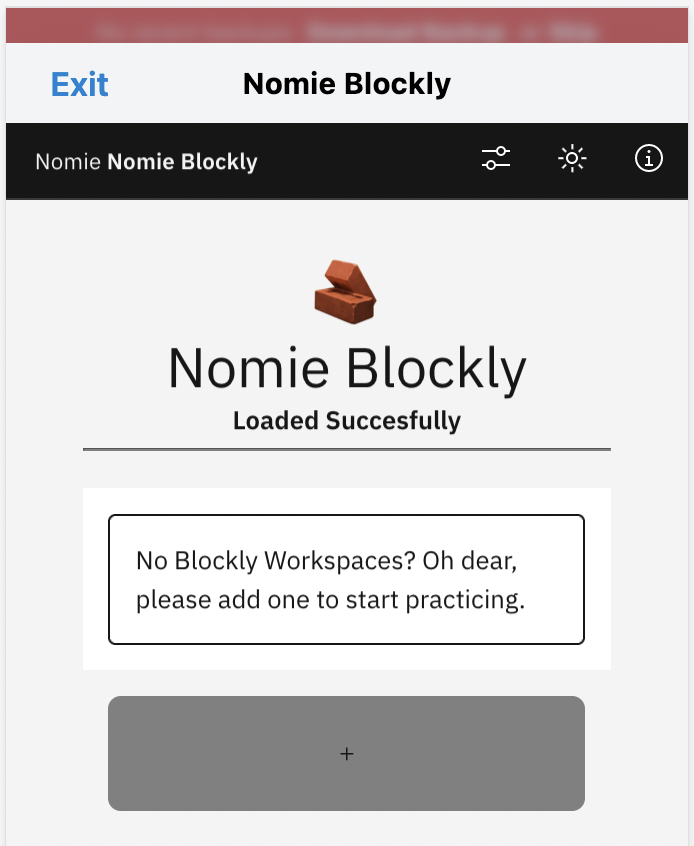 Exit
Nomie Blockly
Nomie Nomie Blockly
Nomie Blockly
Loaded Succesfully
No Blockly Workspaces? Oh dear,
please add one to start practicing.
+